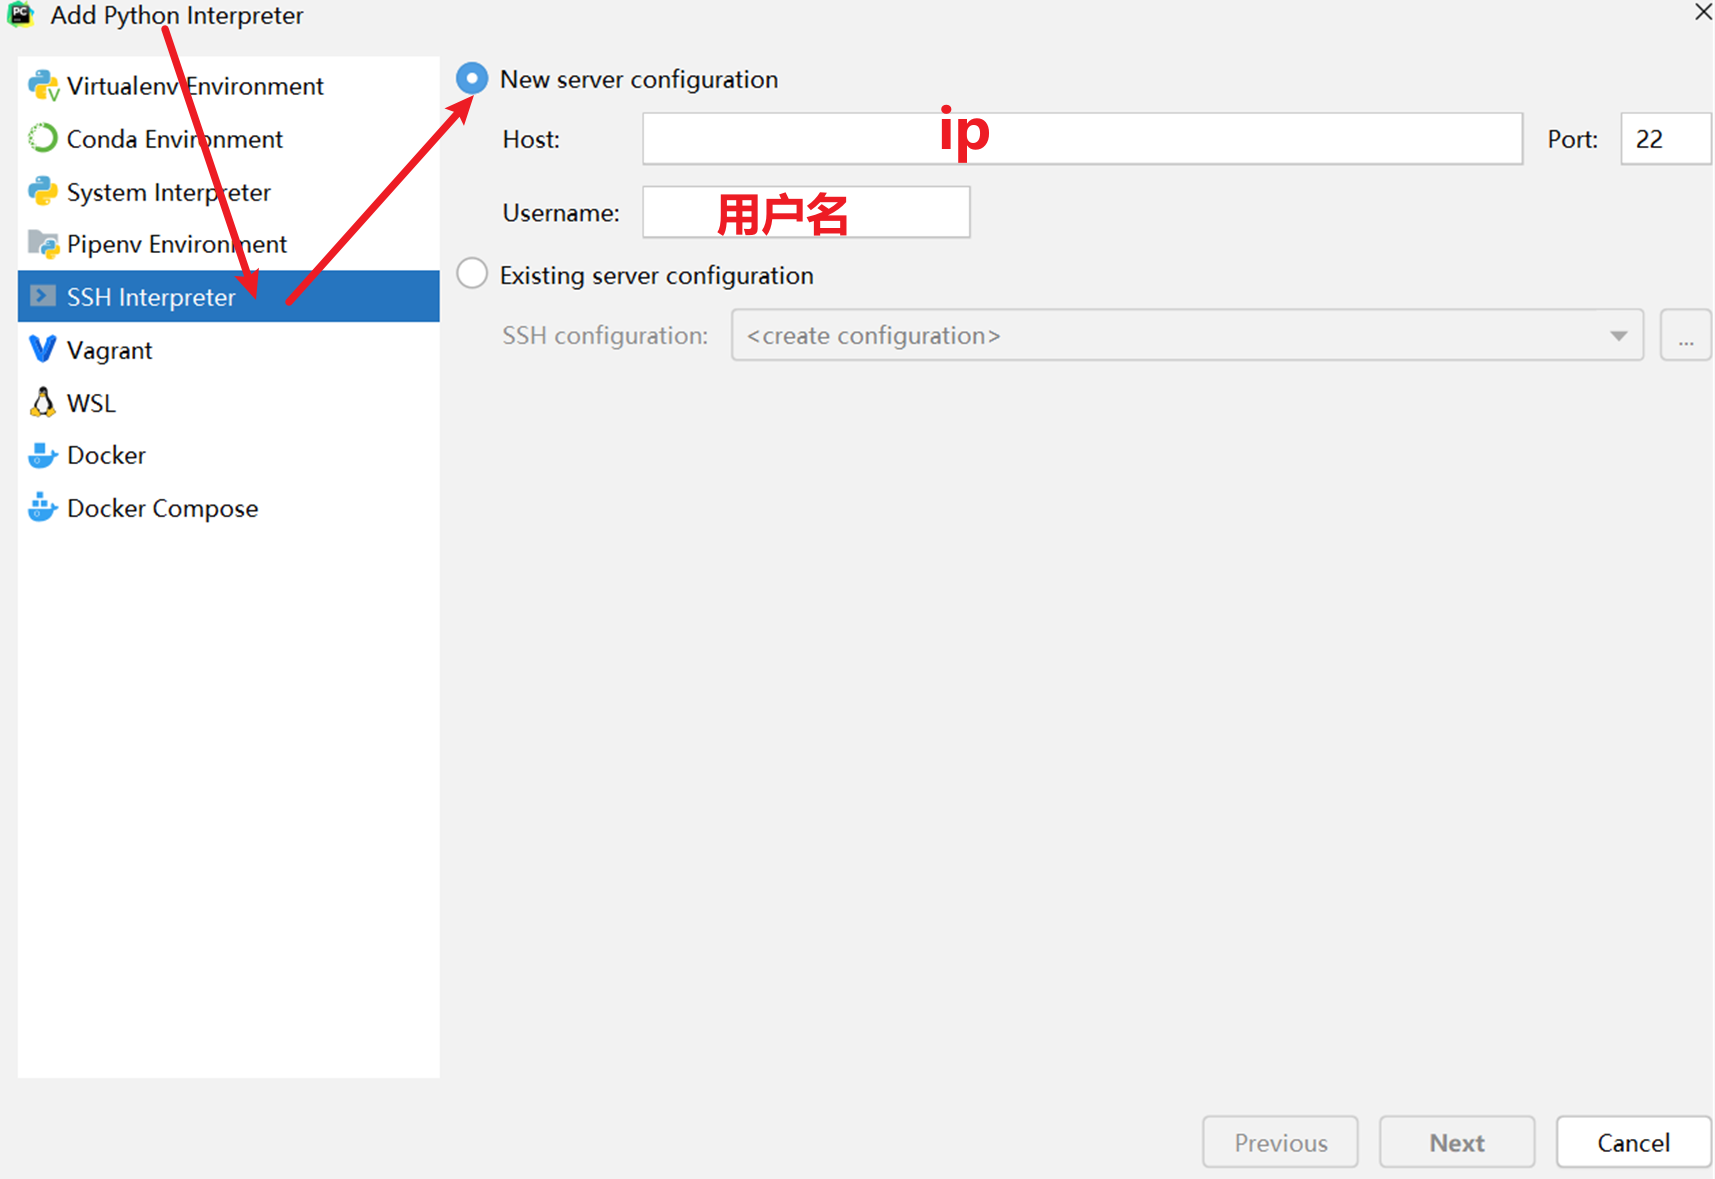 PC
Add Python Interpreter
Virtualenv Environment
Conda Environment
System Interpreter
Pipenv Environment
SSH Interpreter
Vagrant
WSL
Docker
Docker Compose
New server configuration
Host: ip Port: 22
Username: 用户名
Existing server configuration
SSH configuration: <create configuration> ...
Previous Next Cancel